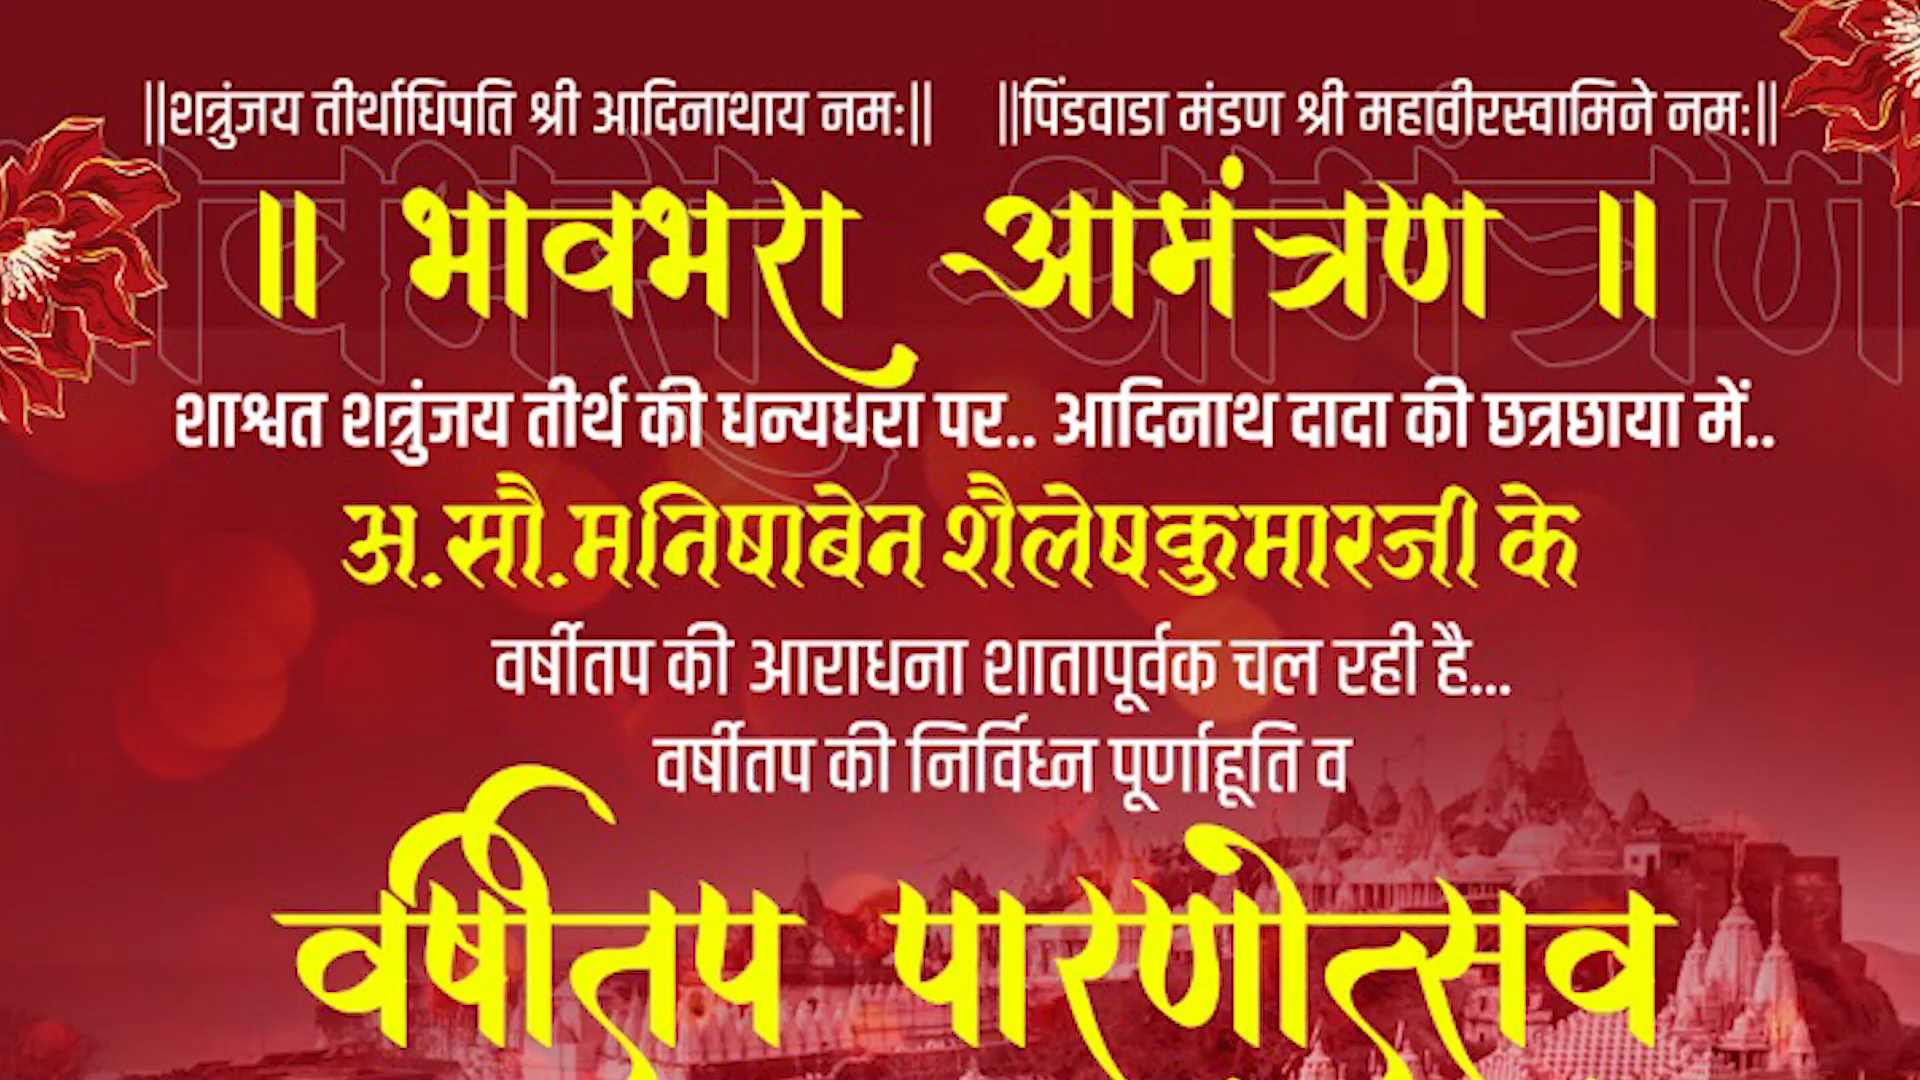 ||शत्रुंजय तीर्थाधिपति श्री आदिनाथाय नमः|| ||पिंडवाडा मंडण श्री महावीरस्वामिने नमः||
॥ भावभरा आमंत्रण ॥
शाश्वत शत्रुंजय तीर्थ की धन्यधरा पर.. आदिनाथ दादा की छत्रछाया में..
अ.सौ.मनिषाबेन शैलेषकुमारजी के
वर्षीतप की आराधना शातापूर्वक चल रही है...
वर्षीतप की निर्विघ्न पूर्णाहूति व
वर्षीतप पारणोत्सव